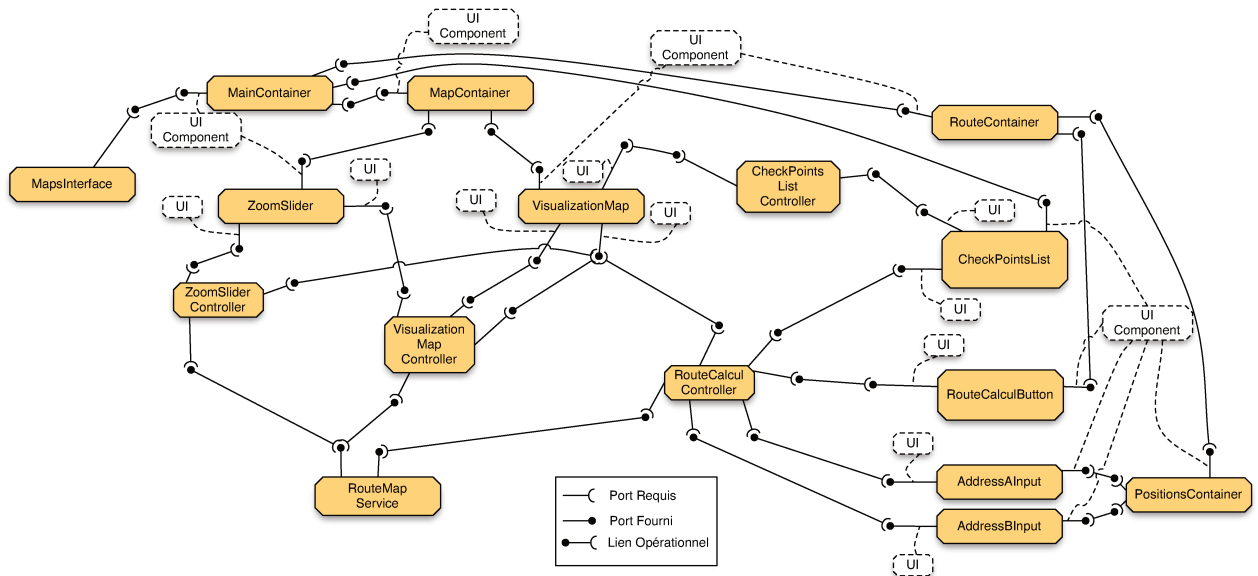 UI
Component
UI
Component
MainContainer
MapContainer
RouteContainer
UI
Component
MapsInterface
UI
UI
CheckPoints
List
Controller
ZoomSlider
UI
UI
VisualizationMap
UI
UI
CheckPointsList
ZoomSlider
Controller
UI
UI
Component
Visualization
Map
Controller
UI
RouteCalcul
Controller
RouteCalculButton
UI
RouteMap
Service
AddressAInput
PositionsContainer
AddressBInput
UI
Port Requis
Port Fourni
Lien Opérationnel